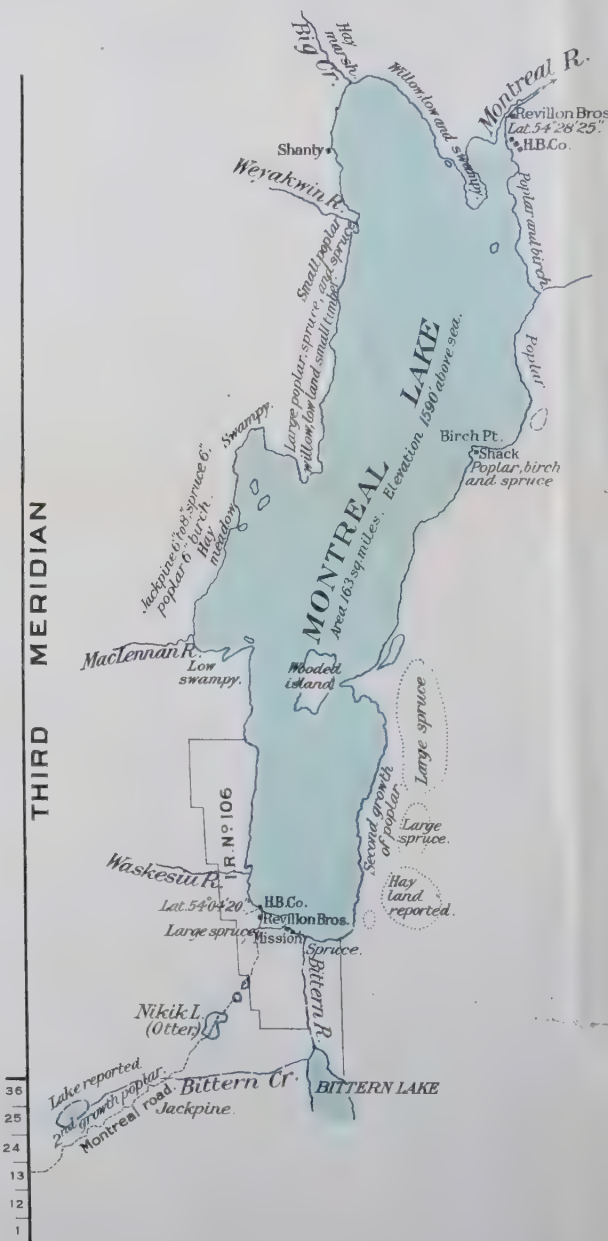 Big Cr.
Hay
marsh
Willow, low and swampy.
Montreal R.
Revillon Bros.
Lat. 54°28'25".
H.B.Co.
Shanty
Weyakwin R.
Poplar and birch
Small poplar
Large poplar, spruce, and spruce
willow, low land small timber.
Poplar
MONTREAL LAKE
Area 163 sq. miles. Elevation 1590' above sea.
Birch Pt.
Shack
Poplar, birch
and spruce
Swampy.
Jackpine 6" to 8", spruce 6",
poplar 6" birch.
Hay
meadow
THIRD MERIDIAN
MacLennan R.
Low
swampy.
Wooded
island
Large spruce
Second growth
of poplar
Large
spruce.
I.R. Nº 106
Waskesiu R.
Hay
land
reported.
Lat. 54°04'20"
H.B.Co.
Revillon Bros.
Large spruce
Mission
Spruce.
Bittern R.
Nikik L.
(Otter)
Lake reported
2nd growth poplar.
Montreal road.
Bittern Cr.
Jackpine.
BITTERN LAKE
36
25
24
13
12
1